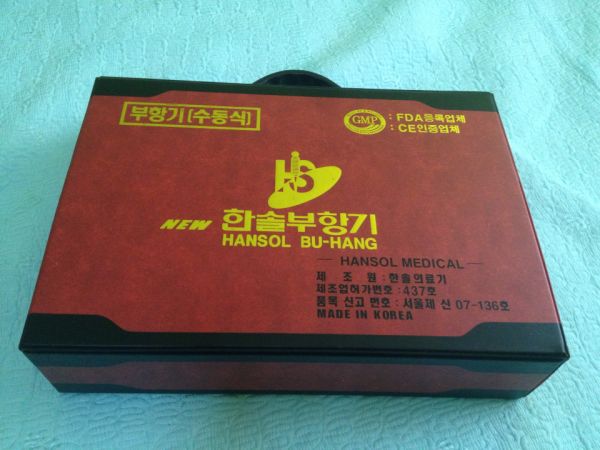 부항기(수동식)
GMP : FDA등록업체
: CE인증업체
HS
NEW 한솔부항기
HANSOL BU-HANG
HANSOL MEDICAL
제 조 원 : 한솔의료기
제조업허가번호 : 437호
품목 신고 번호 : 서울제 신 07-136호
MADE IN KOREA